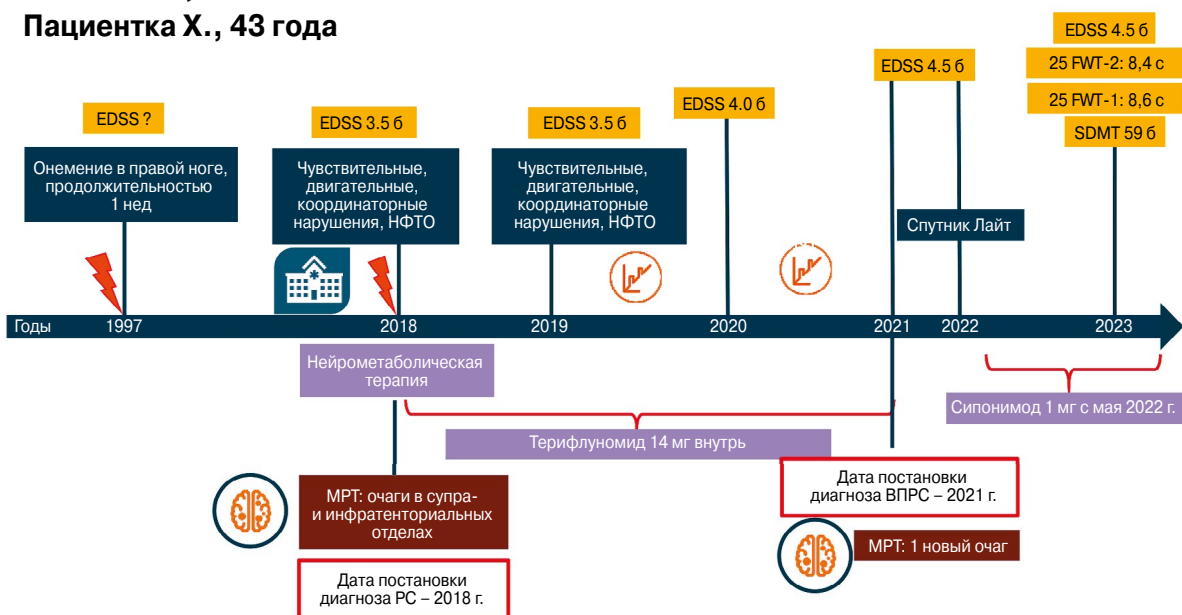 Пациентка X., 43 года
EDSS ?
Онемение в правой ноге,
продолжительностью
1 нед
EDSS 3.5 б
Чувствительные,
двигательные,
координаторные
нарушения, НФТО
EDSS 3.5 б
Чувствительные,
двигательные,
координаторные
нарушения, НФТО
EDSS 4.0 б
EDSS 4.5 б
Спутник Лайт
EDSS 4.5 б
25 FWT-2: 8,4 с
25 FWT-1: 8,6 с
SDMT 59 б
Годы 1997 2018 2019 2020 2021 2022 2023
Нейрометаболическая
терапия
Терифлуномид 14 мг внутрь
Сипонимод 1 мг с мая 2022 г.
МРТ: очаги в супра-
и инфратенториальных
отделах
Дата постановки
диагноза РС – 2018 г.
Дата постановки
диагноза ВПРС – 2021 г.
МРТ: 1 новый очаг